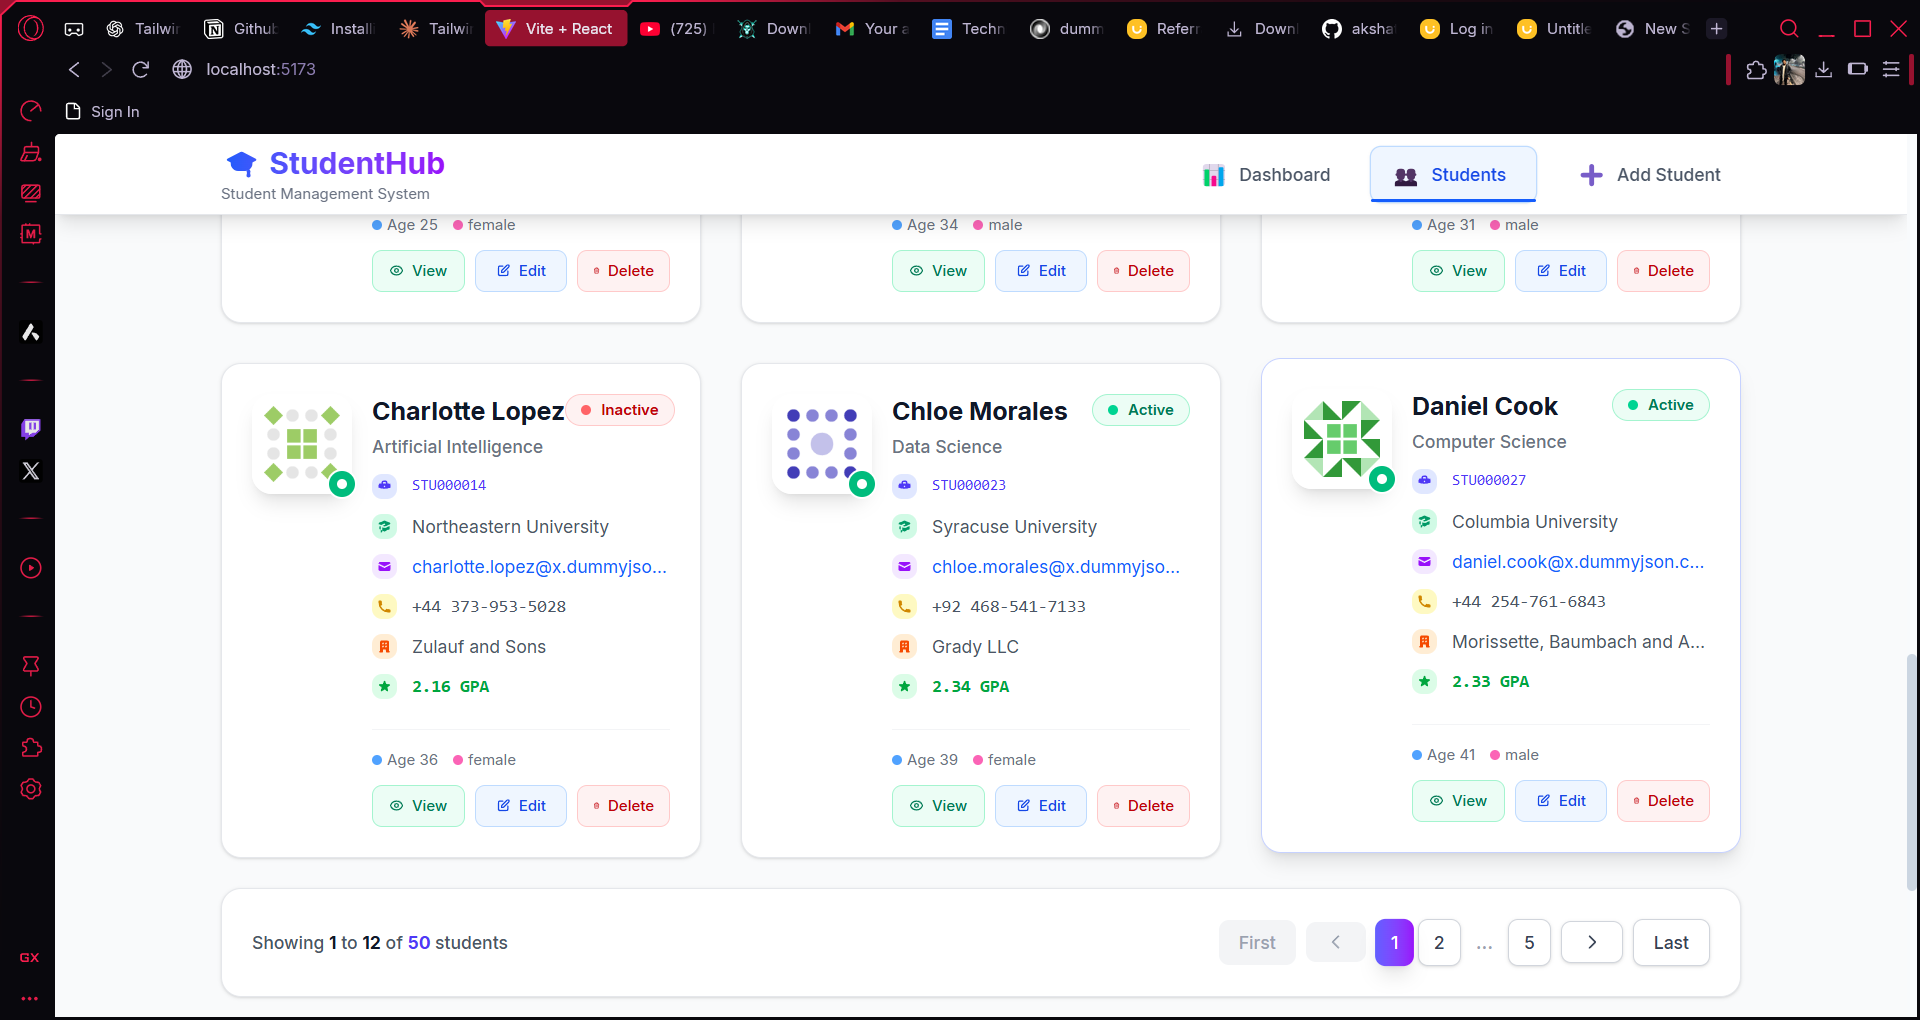 Tailwin
Github
Installi
Tailwin
Vite + React
(725)
Downl
Your a
Techn
dumm
Referr
Downl
aksha
Log in
Untitle
New S
localhost:5173
Sign In
StudentHub
Student Management System
Dashboard
Students
Add Student
Age 25 female
View Edit Delete
Age 34 male
View Edit Delete
Age 31 male
View Edit Delete
Charlotte Lopez
Inactive
Artificial Intelligence
STU000014
Northeastern University
charlotte.lopez@x.dummyjso...
+44 373-953-5028
Zulauf and Sons
2.16 GPA
Age 36 female
View Edit Delete
Chloe Morales
Active
Data Science
STU000023
Syracuse University
chloe.morales@x.dummyjso...
+92 468-541-7133
Grady LLC
2.34 GPA
Age 39 female
View Edit Delete
Daniel Cook
Active
Computer Science
STU000027
Columbia University
daniel.cook@x.dummyjson.c...
+44 254-761-6843
Morissette, Baumbach and A...
2.33 GPA
Age 41 male
View Edit Delete
Showing 1 to 12 of 50 students
First 1 2 ... 5 Last
GX